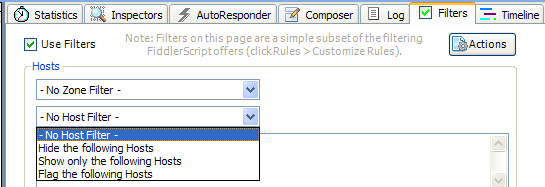 Statistics Inspectors AutoResponder Composer Log Filters Timeline
Use Filters
Note: Filters on this page are a simple subset of the filtering
FiddlerScript offers (click Rules > Customize Rules).
Actions
Hosts
- No Zone Filter -
- No Host Filter -
- No Host Filter -
Hide the following Hosts
Show only the following Hosts
Flag the following Hosts